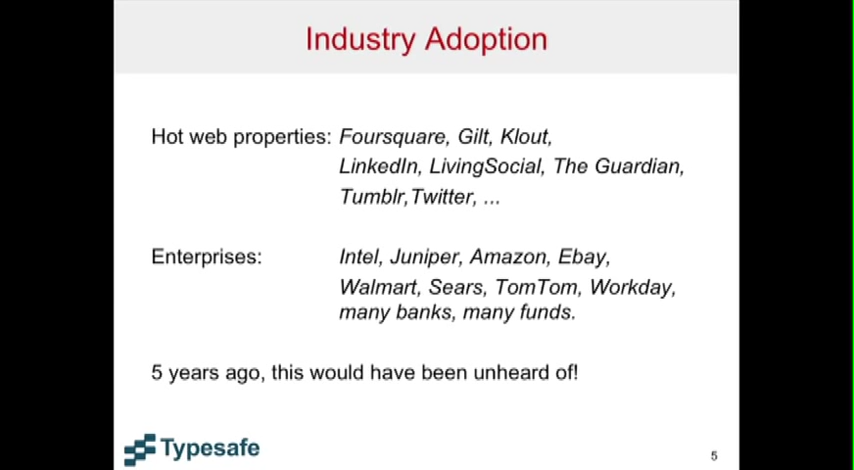 Industry Adoption
Hot web properties: Foursquare, Gilt, Klout,
LinkedIn, LivingSocial, The Guardian,
Tumblr,Twitter, ...
Enterprises: Intel, Juniper, Amazon, Ebay,
Walmart, Sears, TomTom, Workday,
many banks, many funds.
5 years ago, this would have been unheard of!
Typesafe
5